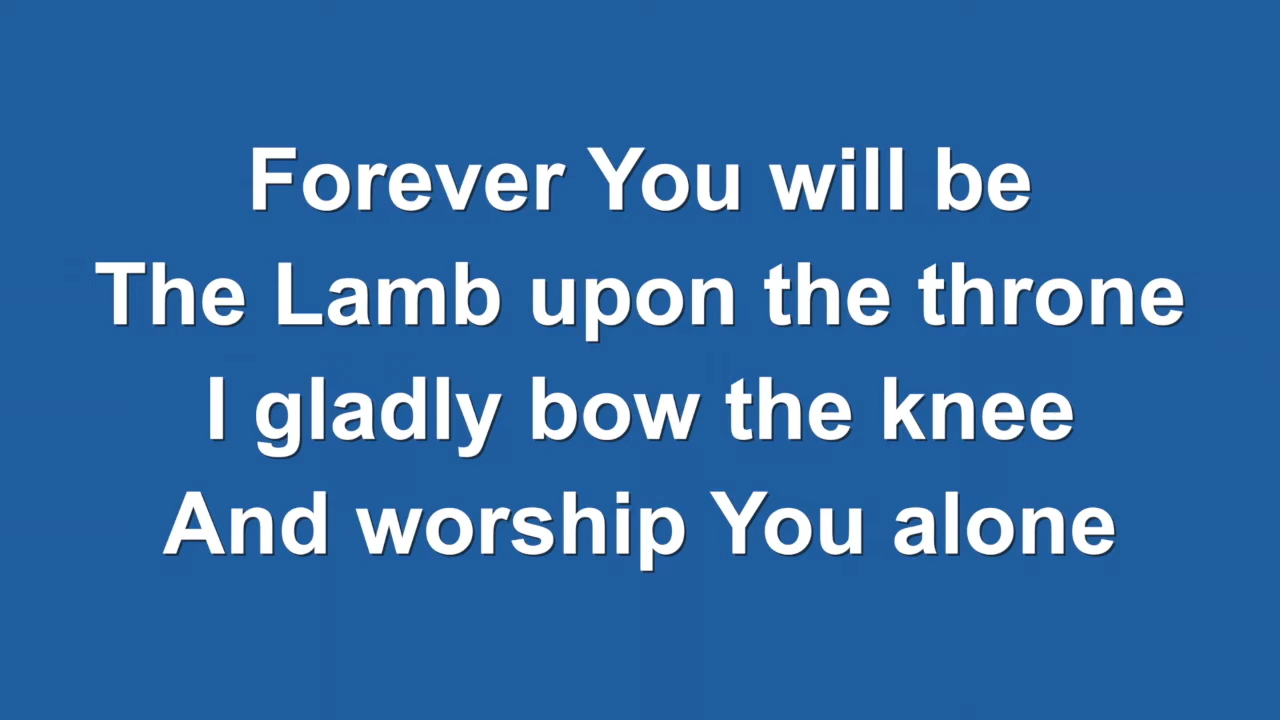 Forever You will be
The Lamb upon the throne
I gladly bow the knee
And worship You alone